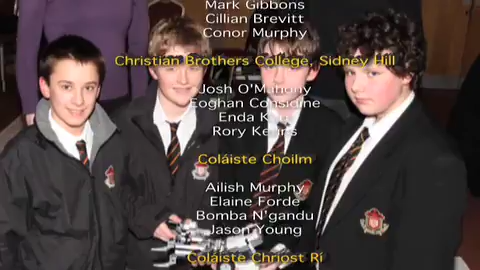 Mark Gibbons
Cillian Brevitt
Conor Murphy
Christian Brothers College, Sidney Hill
Josh O'Mahony
Eoghan Considine
Enda
Rory
Coláiste Choilm
Ailish Murphy
Elaine Forde
Bomba N'gandu
Jason Young
Coláiste Chríost Rí